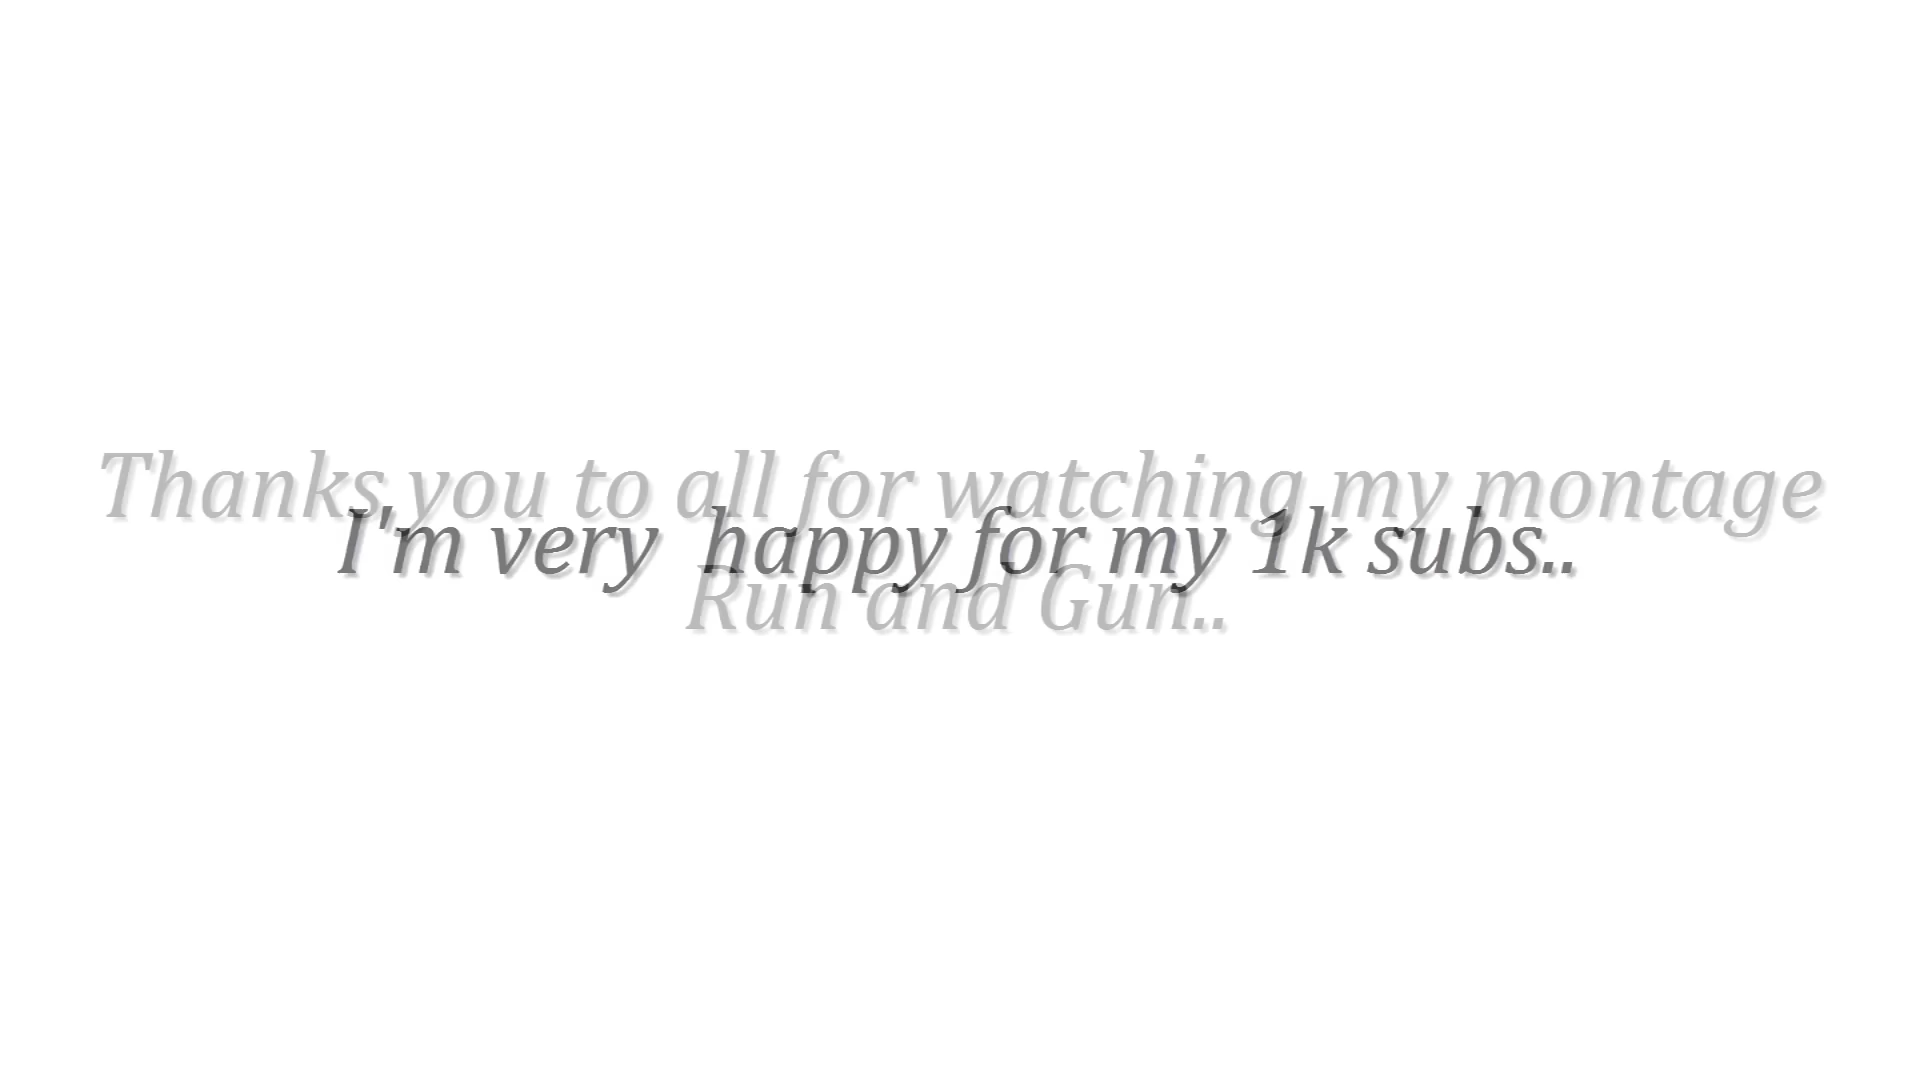 Thanks you to all for watching my montage
I'm very  happy for my 1k subs..
Run and Gun..